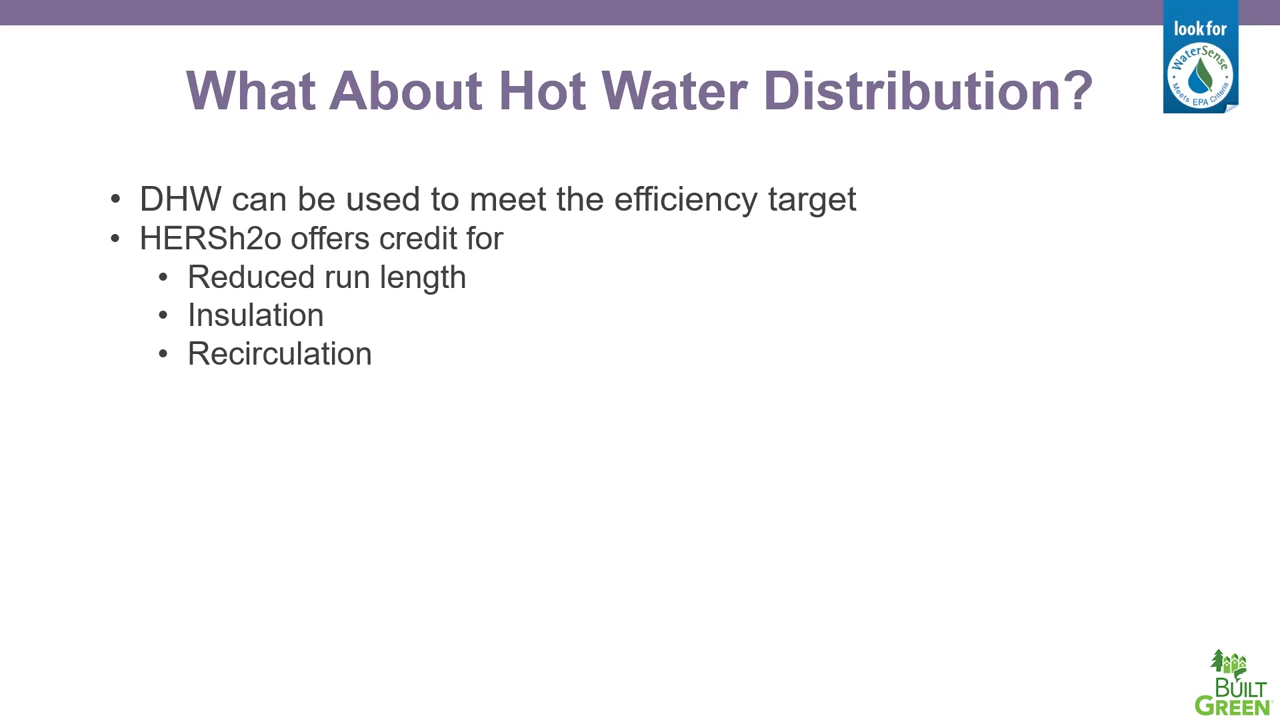 look for
WaterSense
Meets EPA Criteria
What About Hot Water Distribution?
• DHW can be used to meet the efficiency target
• HERSh2o offers credit for
• Reduced run length
• Insulation
• Recirculation
BUILT
GREEN